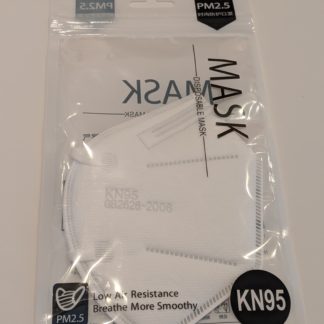 PM2.5
PM2.5
MASK
DISPOSABLE MASK
MASK
KN95
GB2626-2006
PM2.5
Low Air Resistance
Breathe More Smoothy
KN95